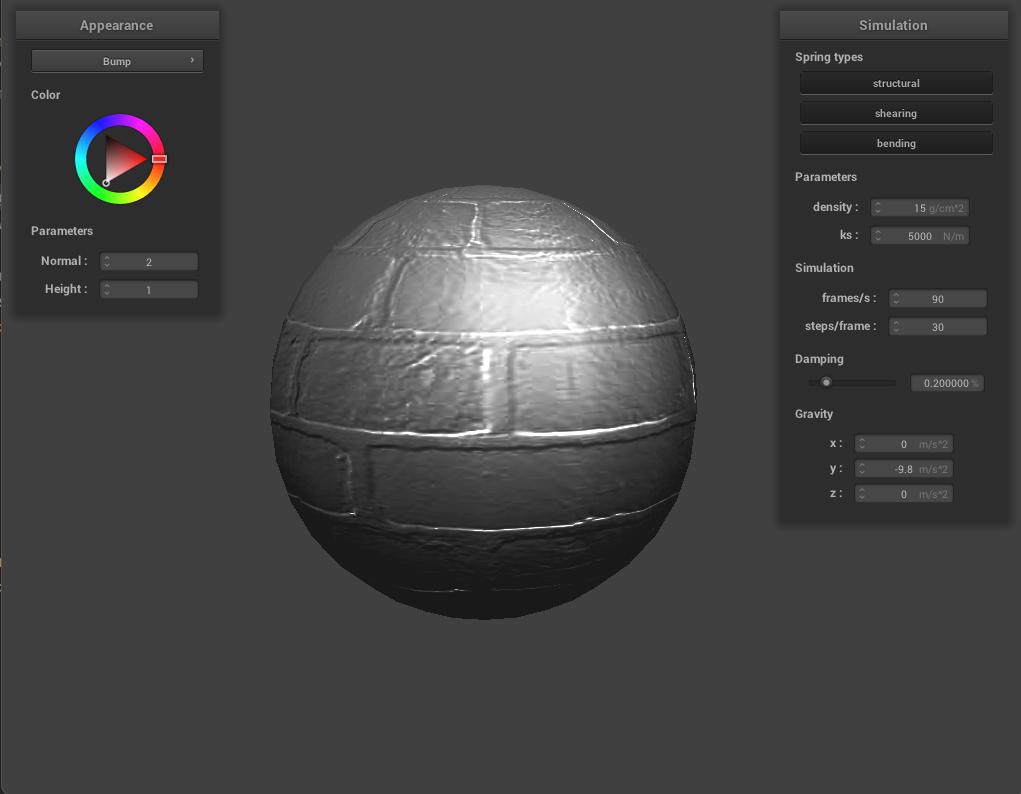 Appearance
Bump
Color
Parameters
Normal : 2
Height : 1
Simulation
Spring types
structural
shearing
bending
Parameters
density : 15 g/cm^2
ks : 5000 N/m
Simulation
frames/s : 90
steps/frame : 30
Damping
0.200000 %
Gravity
x : 0 m/s^2
y : -9.8 m/s^2
z : 0 m/s^2